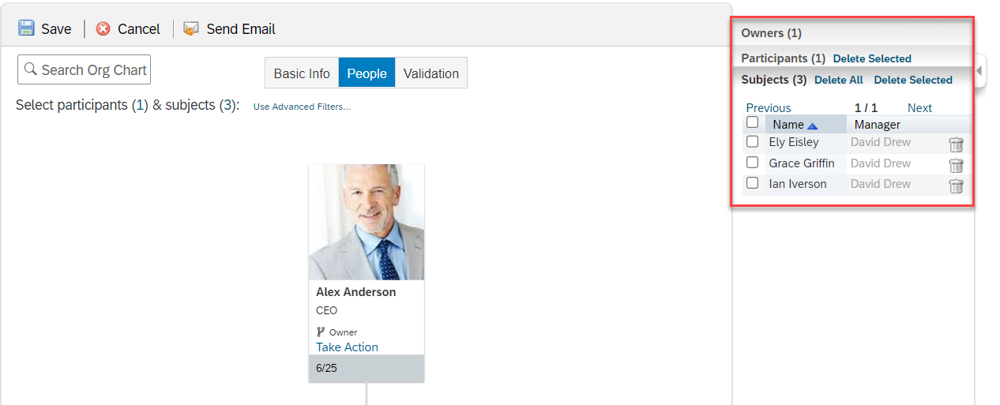 Save Cancel Send Email
Search Org Chart
Basic Info People Validation
Select participants (1) & subjects (3): Use Advanced Filters...
Alex Anderson
CEO
Owner
Take Action
6/25
Owners (1)
Participants (1) Delete Selected
Subjects (3) Delete All Delete Selected
Previous 1 / 1 Next
Name Manager
Ely Eisley David Drew
Grace Griffin David Drew
Ian Iverson David Drew